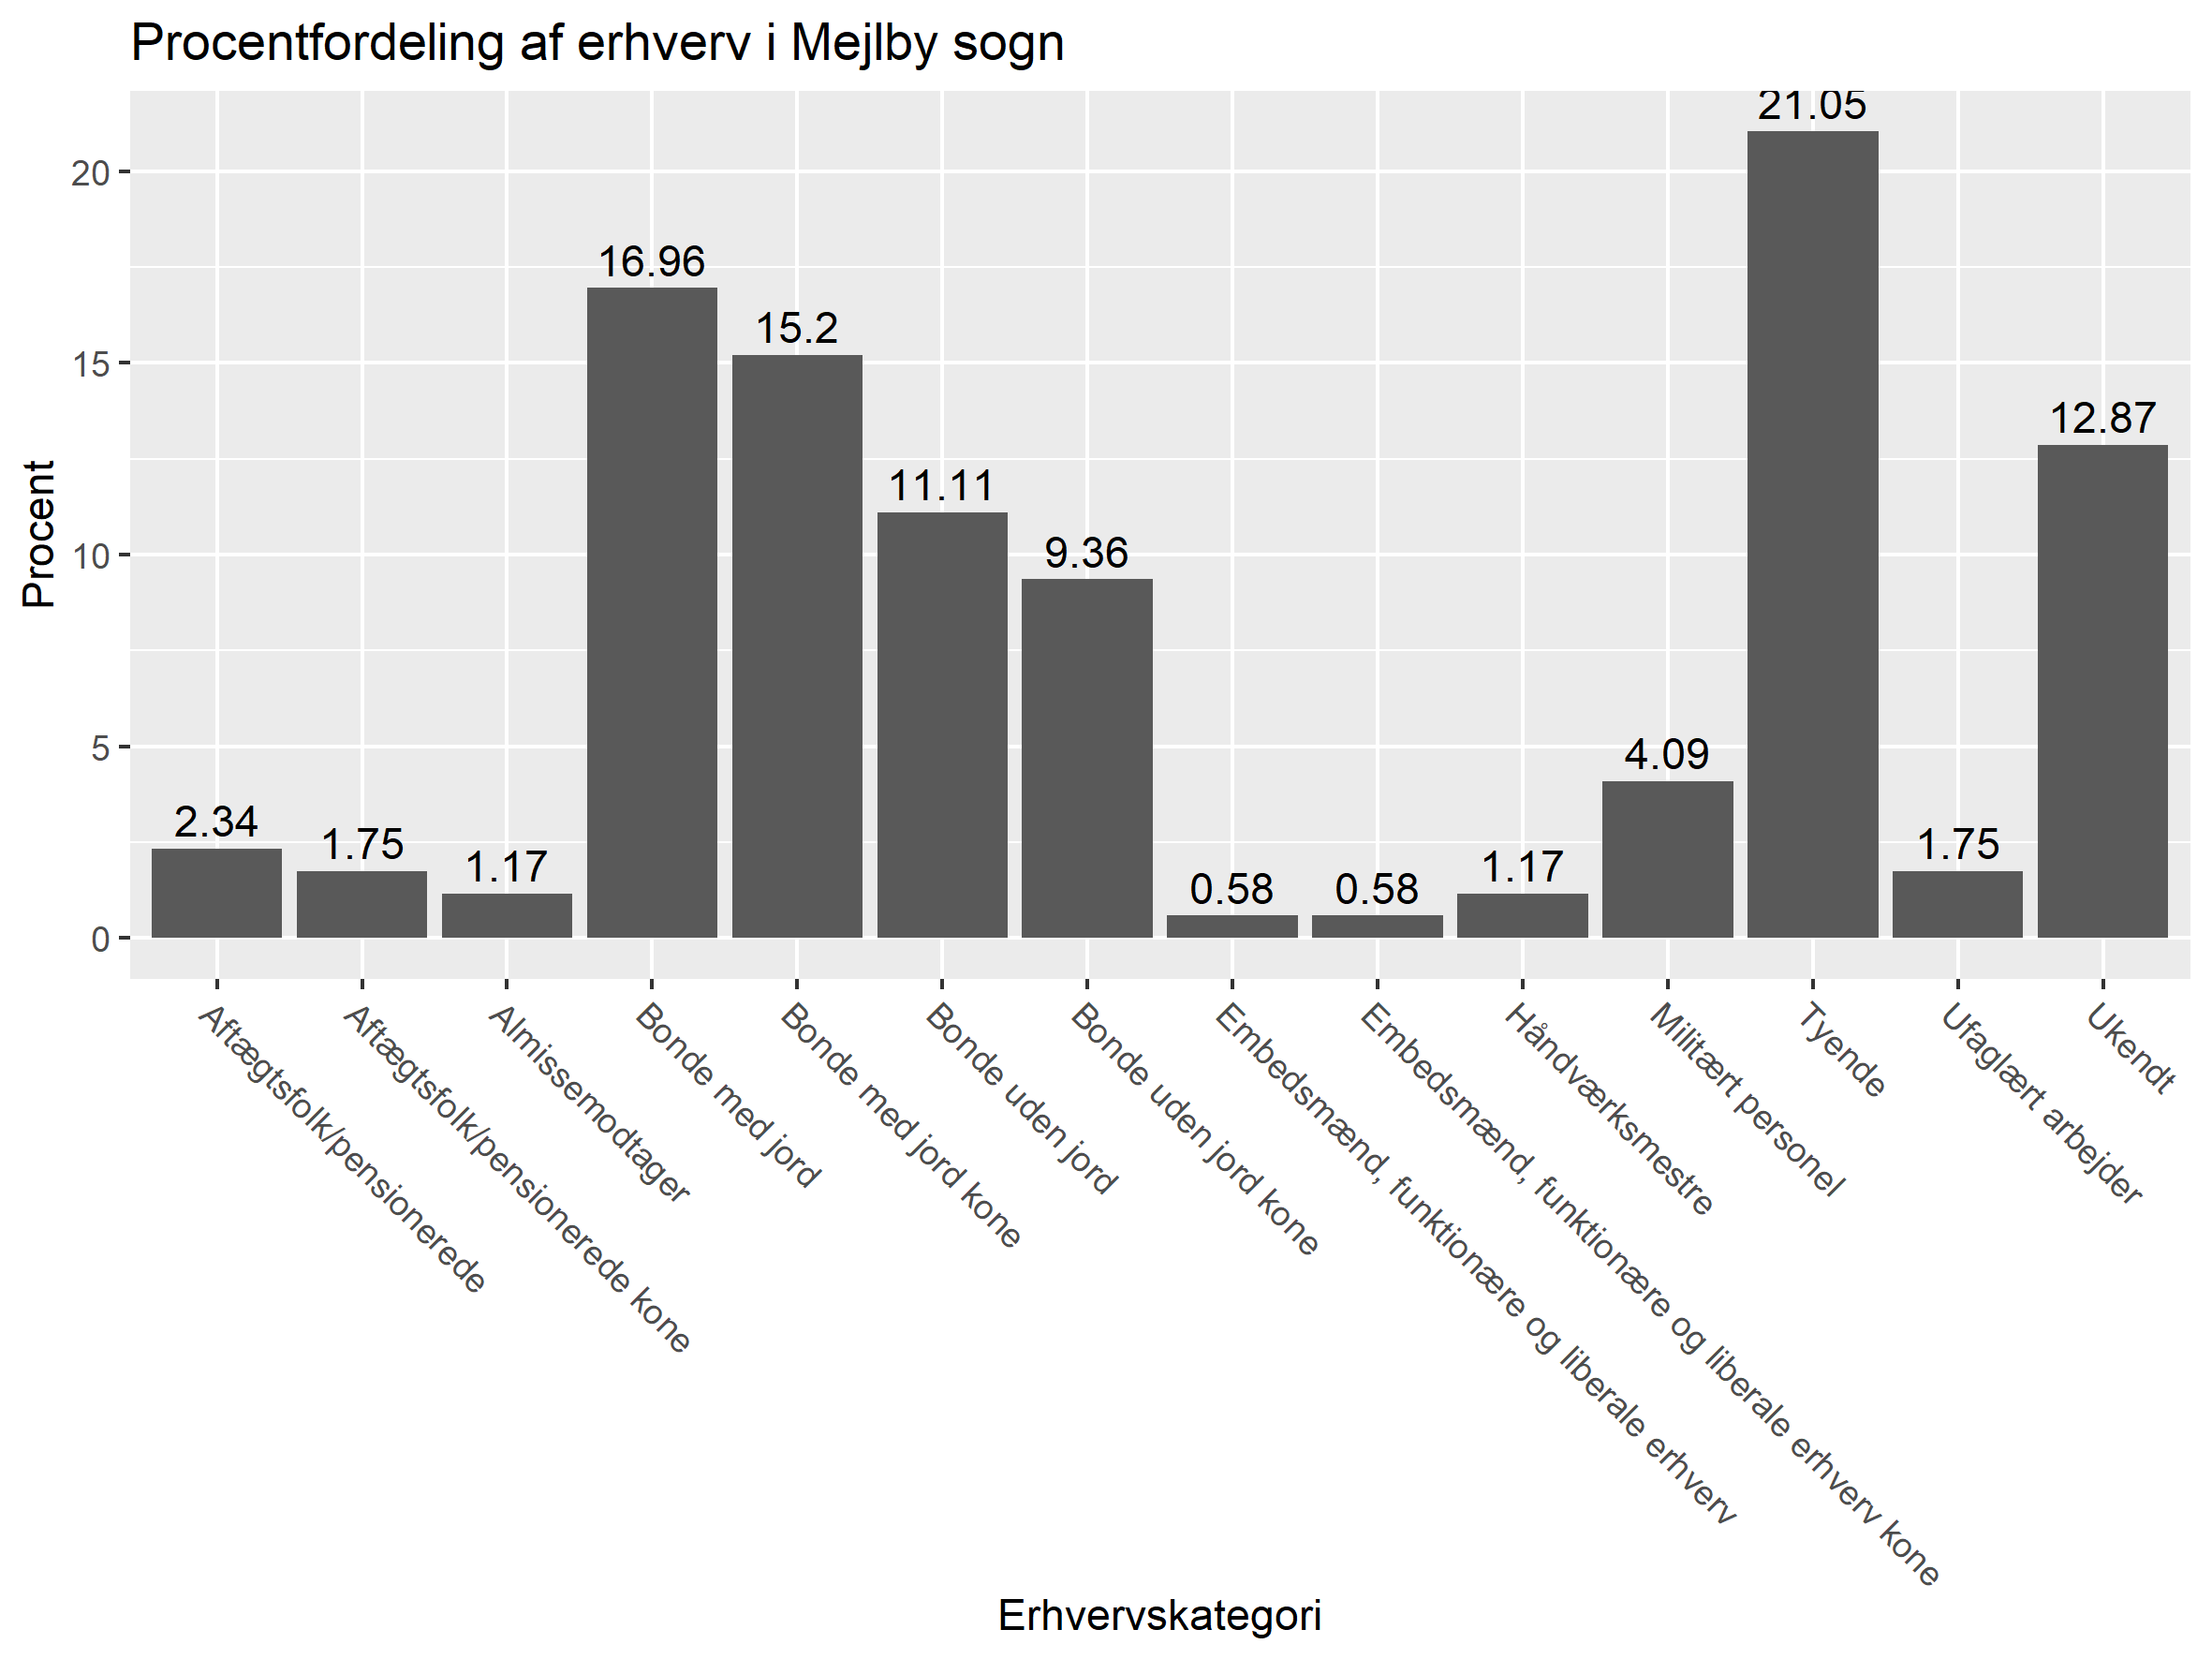 Procentfordeling af erhverv i Mejlby sogn
Procent
20
15
10
5
0
2.34
1.75
1.17
16.96
15.2
11.11
9.36
0.58
0.58
1.17
4.09
21.05
1.75
12.87
Aftægtsfolk/pensionerede
Aftægtsfolk/pensionerede kone
Almissemodtager
Bonde med jord
Bonde med jord kone
Bonde uden jord
Bonde uden jord kone
Embedsmænd, funktionære og liberale erhverv
Embedsmænd, funktionære og liberale erhverv kone
Håndværksmestre
Militært personel
Tyende
Ufaglært arbejder
Ukendt
Erhvervskategori